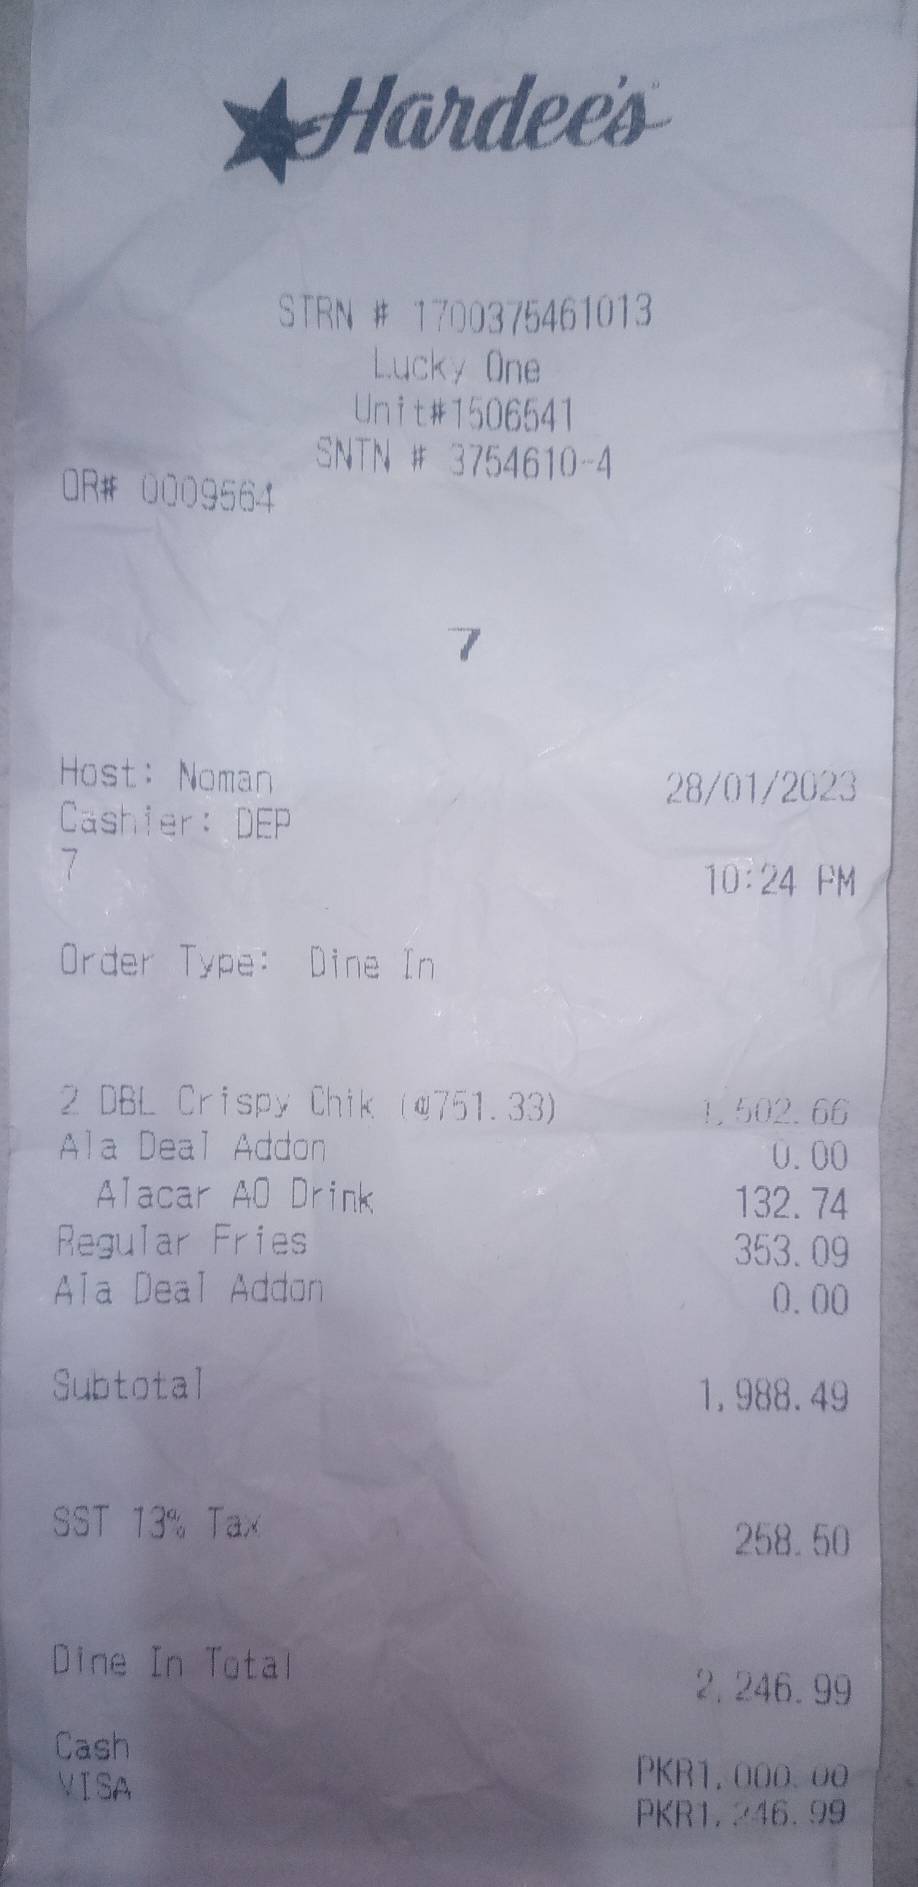 Hardee's
STRN # 1700375461013
Lucky One
Unit#1506541
SNTN # 3754610-4
OR# 0009564
7
Host: Noman 28/01/2023
Cashier: DEP
7 10:24 PM
Order Type: Dine In
2 DBL Crispy Chik (@751.33) 1,502.66
Ala Deal Addon 0.00
Alacar AO Drink 132.74
Regular Fries 353.09
Ala Deal Addon 0.00
Subtotal 1,988.49
SST 13% Tax 258.50
Dine In Total 2,246.99
Cash PKR1,000.00
VISA PKR1,246.99